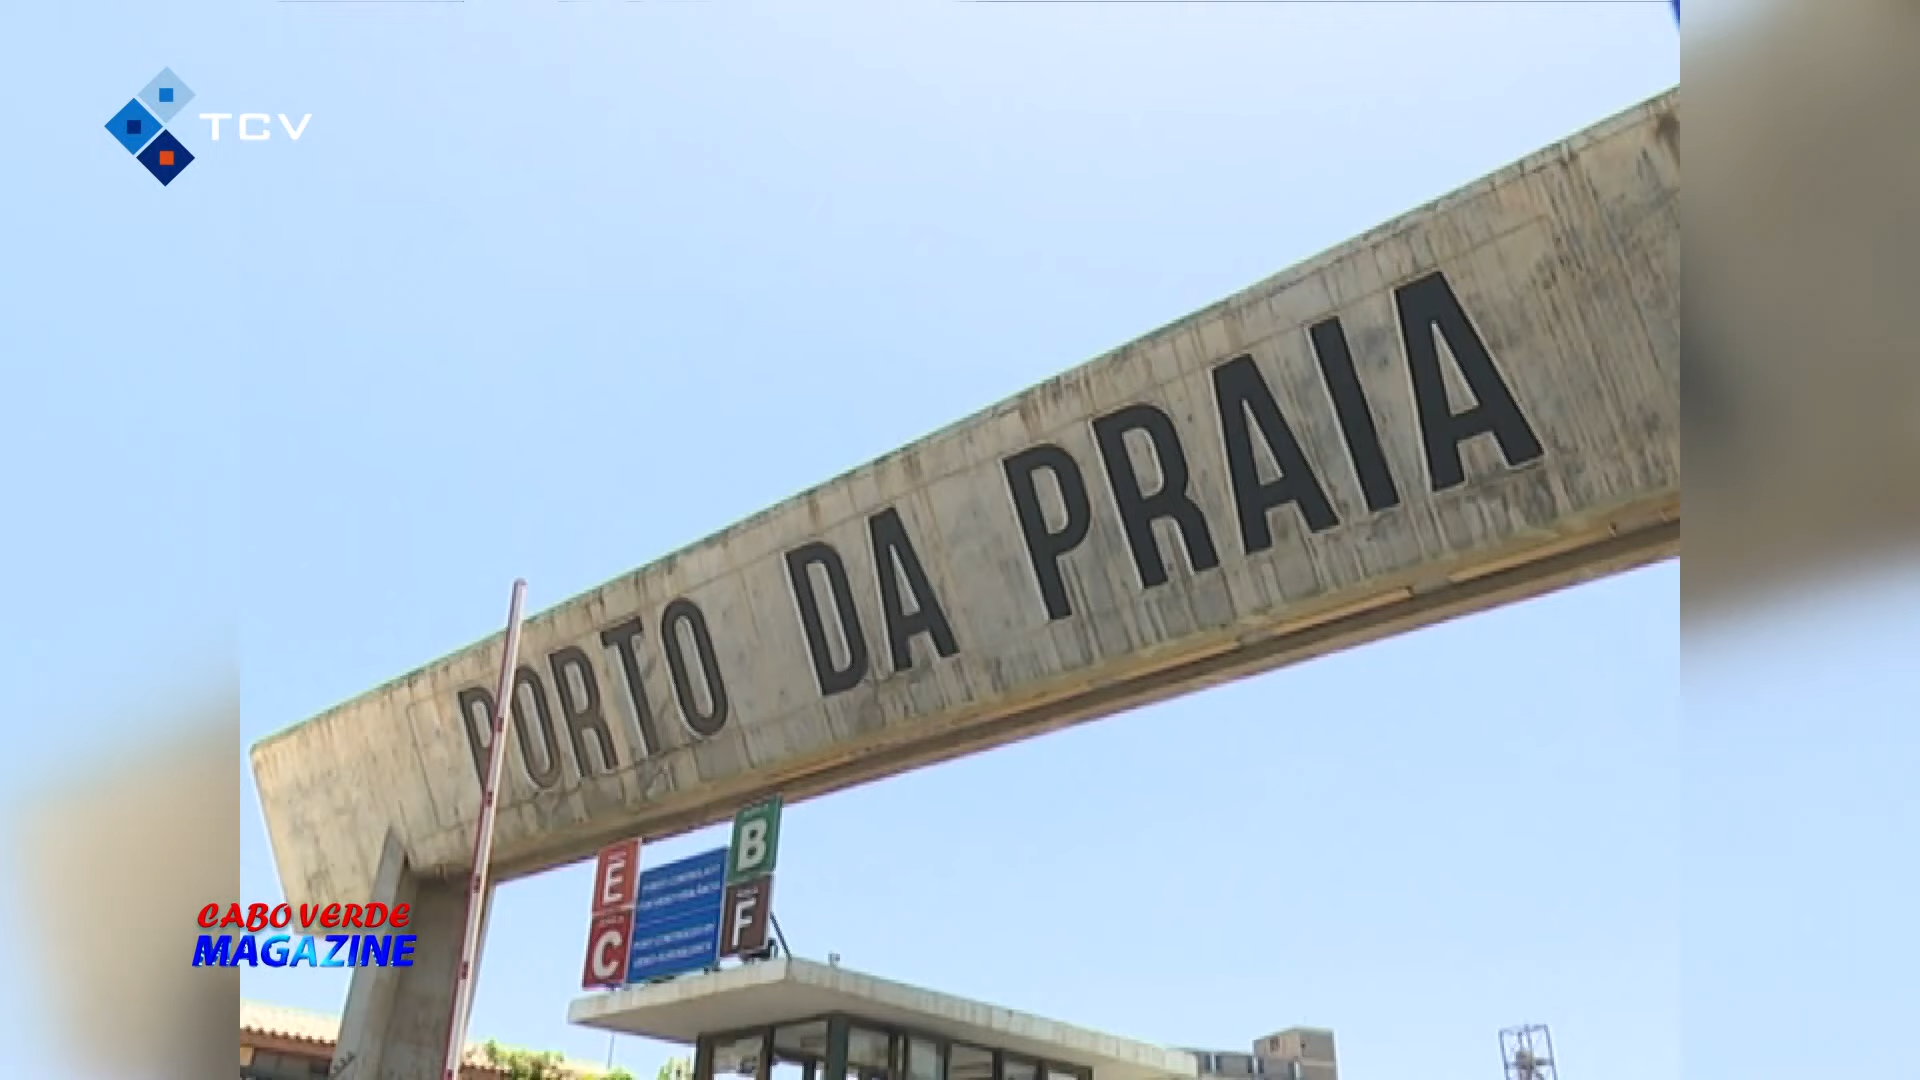 TCV
PORTO DA PRAIA
E
B
C
F
CABO VERDE
MAGAZINE